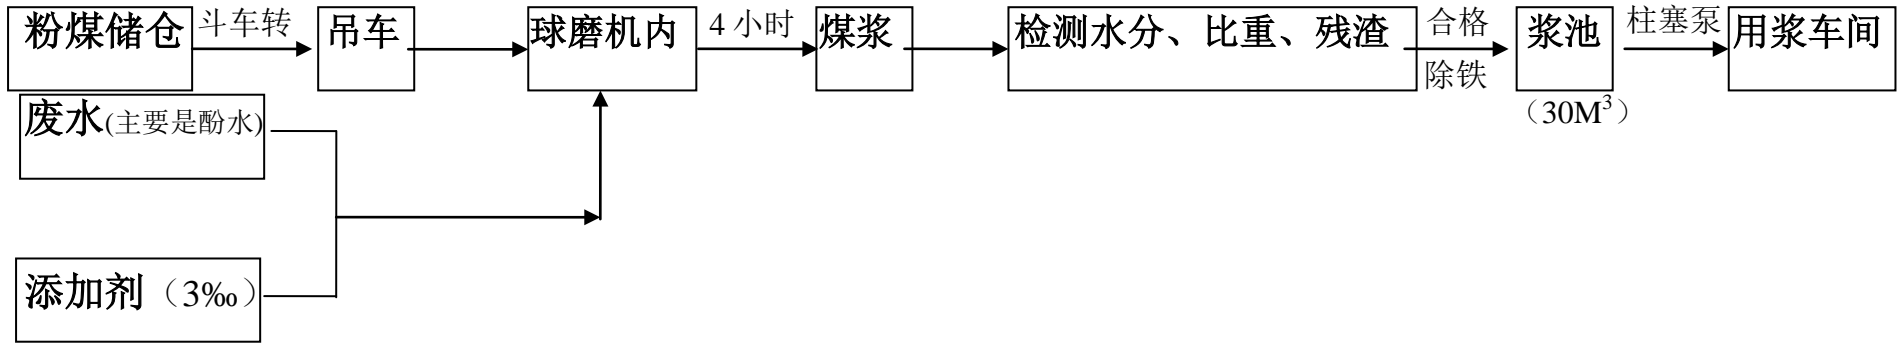 粉煤储仓 斗车转 吊车 球磨机内 4小时 煤浆 检测水分、比重、残渣 合格 浆池 柱塞泵 用浆车间
除铁
废水(主要是酚水) （30M³）
添加剂（3‰）